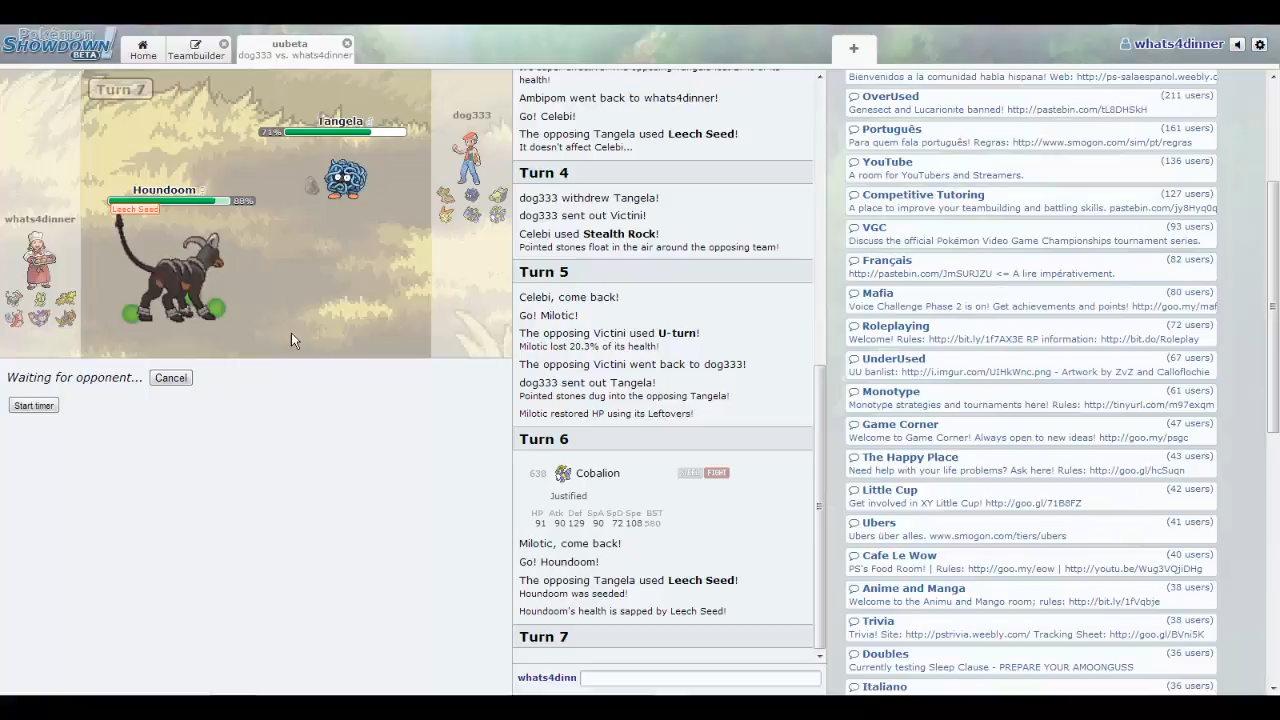 Pokémon
SHOWDOWN!
BETA
Home
Teambuilder
uubeta
dog333 vs. whats4dinner
+
whats4dinner
Turn 7
Tangela
71%
dog333
Houndoom
88%
Leech Seed
whats4dinner
Waiting for opponent...
Cancel
Start timer
health!
Ambipom went back to whats4dinner!
Go! Celebi!
The opposing Tangela used Leech Seed!
It doesn't affect Celebi...
Turn 4
dog333 withdrew Tangela!
dog333 sent out Victini!
Celebi used Stealth Rock!
Pointed stones float in the air around the opposing team!
Turn 5
Celebi, come back!
Go! Milotic!
The opposing Victini used U-turn!
Milotic lost 20.3% of its health!
The opposing Victini went back to dog333!
dog333 sent out Tangela!
Pointed stones dug into the opposing Tangela!
Milotic restored HP using its Leftovers!
Turn 6
638 Cobalion STEEL FIGHT
Justified
HP Atk Def SpA SpD Spe BST
91 90 129 90 72 108 580
Milotic, come back!
Go! Houndoom!
The opposing Tangela used Leech Seed!
Houndoom was seeded!
Houndoom's health is sapped by Leech Seed!
Turn 7
whats4dinn
Bienvenidos a la comunidad habla hispana! Web: http://ps-salaespanol.weebly.c
OverUsed (211 users)
Genesect and Lucarionite banned! http://pastebin.com/tL8DHSkH
Português (161 users)
Para quem fala português! Regras: http://www.smogon.com/sim/pt/regras
YouTube (136 users)
A room for YouTubers and Streamers.
Competitive Tutoring (127 users)
A place to improve your teambuilding and battling skills. pastebin.com/jy8Hyq0q
VGC (93 users)
Discuss the official Pokémon Video Game Championships tournament series.
Français (82 users)
http://pastebin.com/JmSURJZU < = A lire impérativement.
Mafia (80 users)
Voice Challenge Phase 2 is on! Get achievements and points! http://goo.gl/maf
Roleplaying (72 users)
Welcome! Rules: http://bit.ly/1f7AX3E RP information: bit.do/Roleplay
UnderUsed (67 users)
UU banlist: http://i.imgur.com/UIHkWnc.png - Artwork by ZvZ and Calloflochie
Monotype (61 users)
Monotype strategies and tournaments here! Rules: http://tinyurl.com/m97exqm
Game Corner (47 users)
Welcome to Game Corner! Always open to new ideas! http://goo.gl/psgc
The Happy Place (43 users)
Need help with your life problems? Ask here! Rules: http://goo.gl/hcSuqn
Little Cup (42 users)
Get involved in XY Little Cup! http://goo.gl/71B8FZ
Ubers (41 users)
Ubers über alles. www.smogon.com/tiers/ubers
Cafe Le Wow (40 users)
PS's Food Room! | Rules: http://goo.gl/eow | http://youtu.be/Wug3VQjiDHg
Anime and Manga (38 users)
Welcome to the Animu and Mango room; rules: http://bit.ly/1fVqbje
Trivia (38 users)
Trivia! Site: http://pstrivia.weebly.com/ Tracking Sheet: http://goo.gl/BVni5K
Doubles (36 users)
Currently testing Sleep Clause - PREPARE YOUR AMOONGUSS
Italiano (36 users)